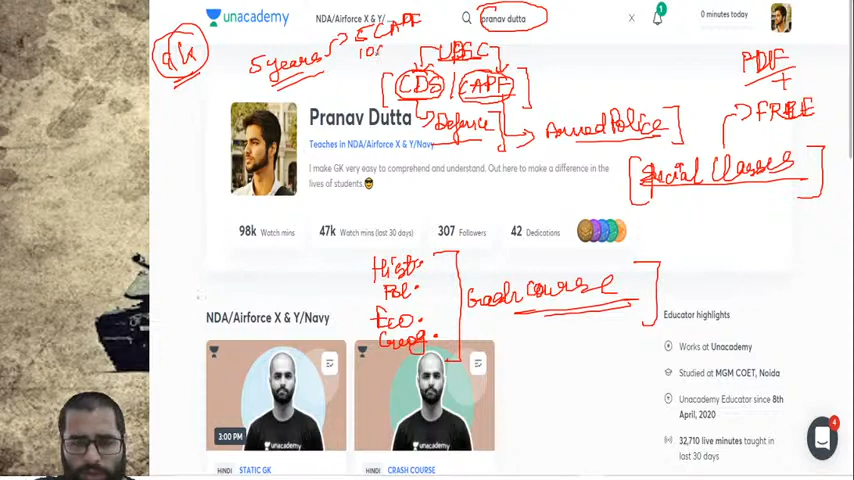 unacademy
NDA/Airforce X & Y/ ...
pranav dutta
X
1
0 minutes today
GK
5 years
CAPF
UPSC
CDS / CAPF
Defence
Armed Police
PDF
+
FREE
Special Classes
Pranav Dutta
Teaches in NDA/Airforce X & Y/Navy
I make GK very easy to comprehend and understand. Out here to make a difference in the
lives of students.😎
98k Watch mins
47k Watch mins (last 30 days)
307 Followers
42 Dedications
Hist.
Pol.
Eco.
Geog.
Crash course
NDA/Airforce X & Y/Navy
Educator highlights
Works at Unacademy
Studied at MGM COET, Noida
Unacademy Educator since 8th
April, 2020
32,710 live minutes taught in
last 30 days
4
3:00 PM
unacademy
unacademy
HINDI STATIC GK
HINDI CRASH COURSE